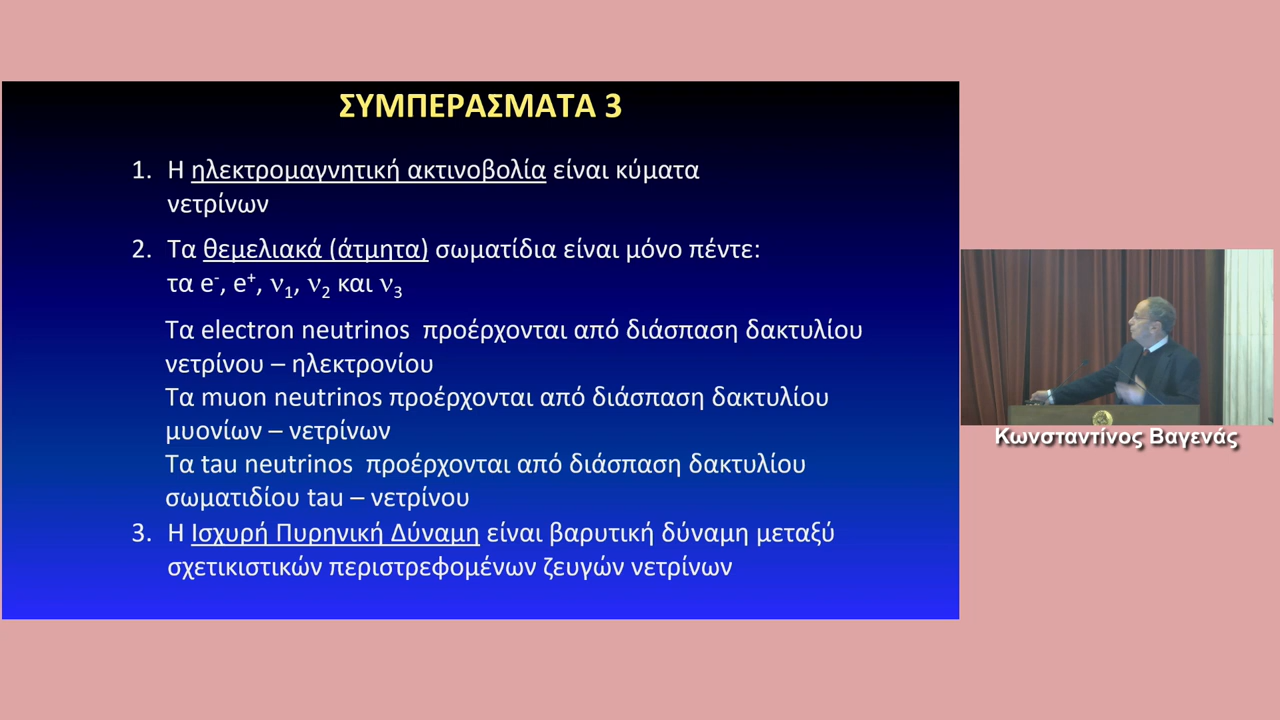 ΣΥΜΠΕΡΑΣΜΑΤΑ 3
1. Η ηλεκτρομαγνητική ακτινοβολία είναι κύματα
νετρίνων
2. Τα θεμελιακά (άτμητα) σωματίδια είναι μόνο πέντε:
τα e⁻, e⁺, ν₁, ν₂ και ν₃
Τα electron neutrinos προέρχονται από διάσπαση δακτυλίου
νετρίνου – ηλεκτρονίου
Τα muon neutrinos προέρχονται από διάσπαση δακτυλίου
μυονίων – νετρίνων
Τα tau neutrinos προέρχονται από διάσπαση δακτυλίου
σωματιδίου tau – νετρίνου
3. Η Ισχυρή Πυρηνική Δύναμη είναι βαρυτική δύναμη μεταξύ
σχετικιστικών περιστρεφομένων ζευγών νετρίνων
Κωνσταντίνος Βαγενάς